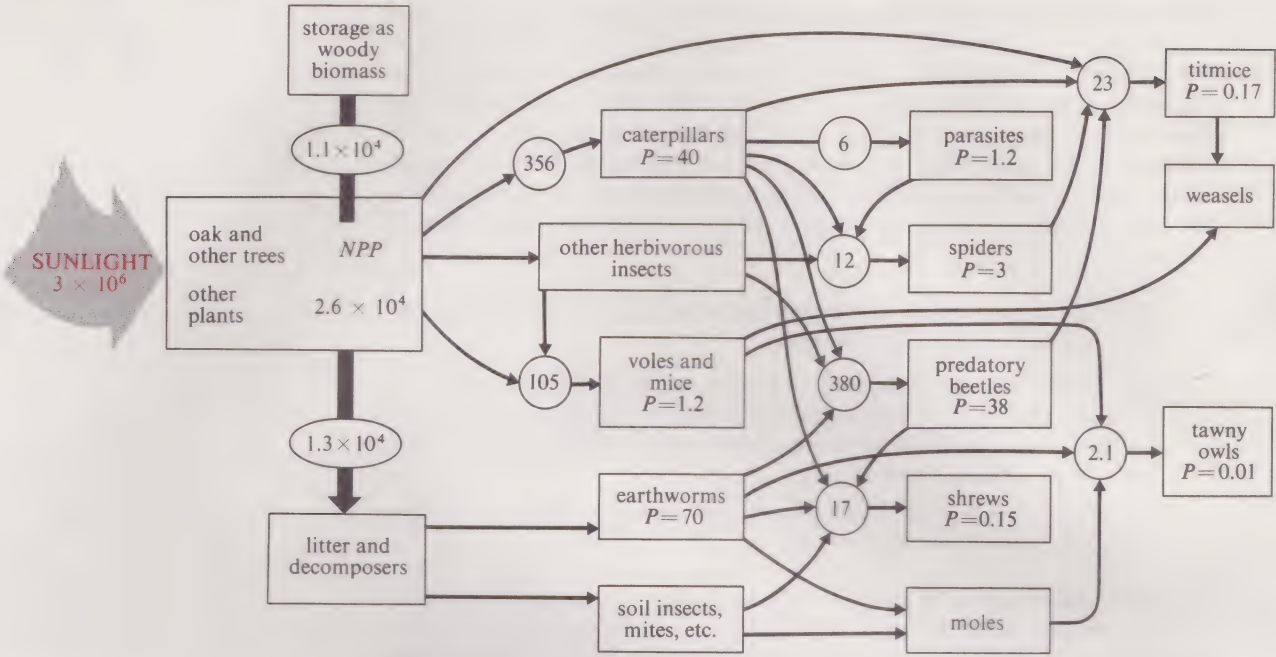 storage as
woody
biomass
1.1 × 10⁴
SUNLIGHT
3 × 10⁶
oak and
other trees
NPP
other
plants
2.6 × 10⁴
1.3 × 10⁴
litter and
decomposers
356
caterpillars
P = 40
other herbivorous
insects
105
voles and
mice
P=1.2
earthworms
P= 70
soil insects,
mites, etc.
6
12
380
17
parasites
P=1.2
spiders
P=3
predatory
beetles
P=38
shrews
P=0.15
moles
23
2.1
titmice
P= 0.17
weasels
tawny
owls
P=0.01